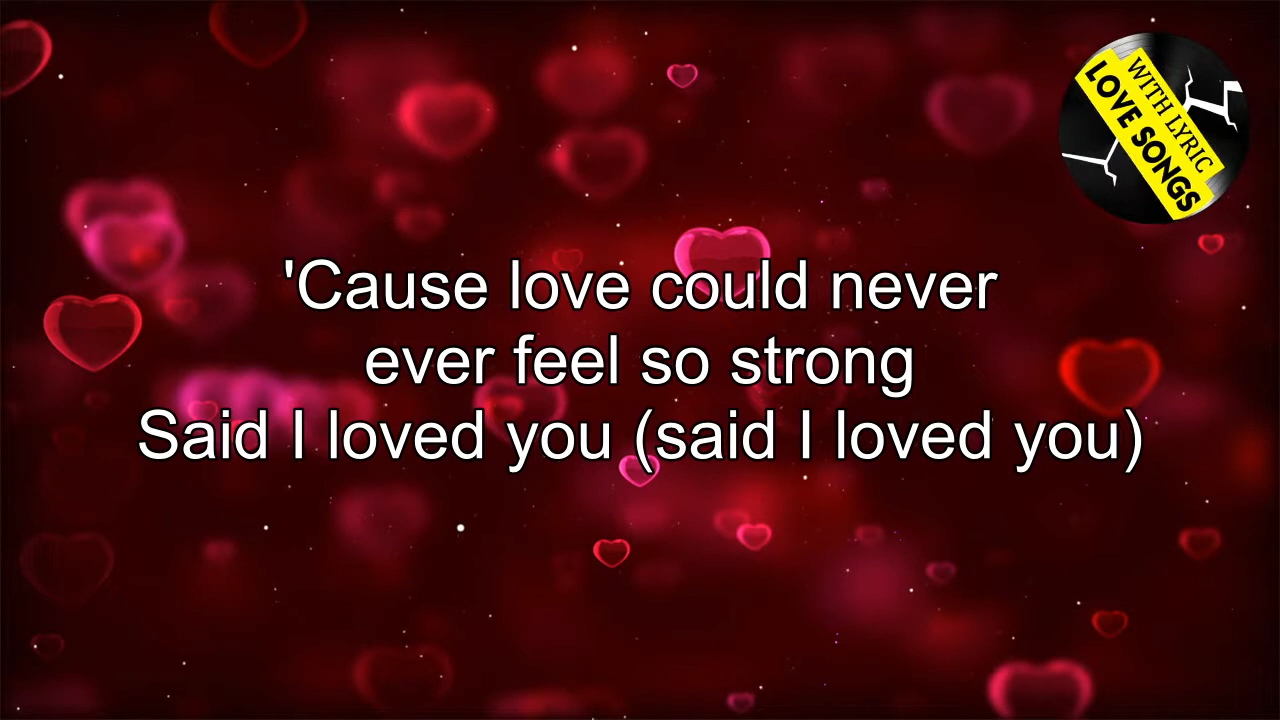 WITH LYRIC
LOVE SONGS
'Cause love could never
ever feel so strong
Said I loved you (said I loved you)